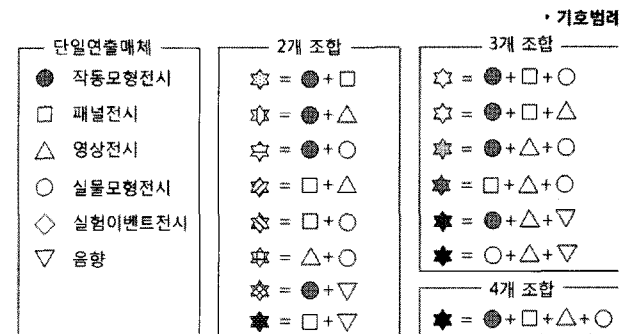 · 기호범례
단일연출매체
● 작동모형전시
□ 패널전시
△ 영상전시
○ 실물모형전시
◇ 실험이벤트전시
▽ 음향
2개 조합
✡ = ● + □
✡ = ● + △
✡ = ● + ○
✡ = □ + △
✡ = □ + ○
✡ = △ + ○
✡ = ● + ▽
✡ = □ + ▽
3개 조합
✡ = ● + □ + ○
✡ = ● + □ + △
✡ = ● + △ + ○
✡ = □ + △ + ○
✡ = ● + △ + ▽
✡ = ○ + △ + ▽
4개 조합
✡ = ● + □ + △ + ○